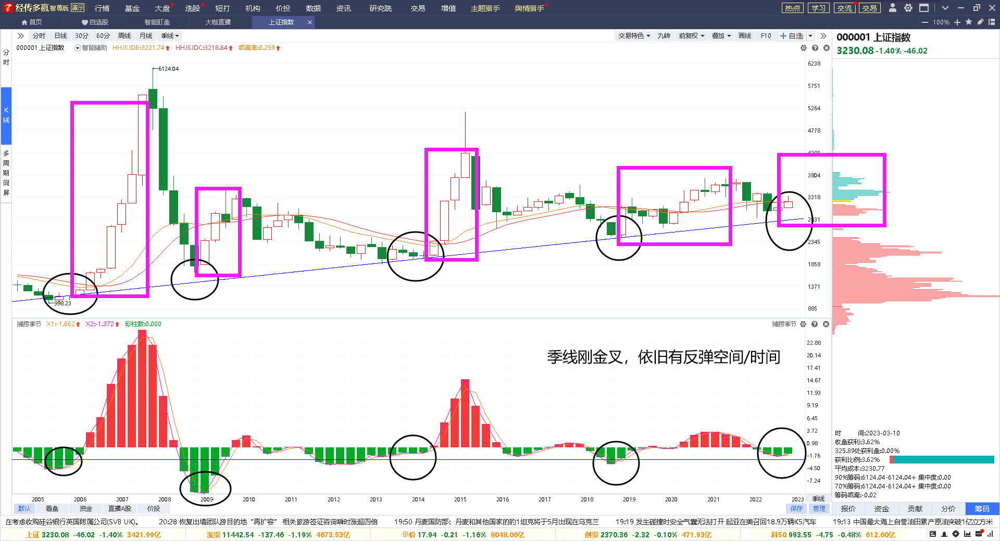 经传多赢 智尊版 演示 行情 基金 大盘 选股 短打 机构 价投 数据 资讯 研究院 交易 增值 主题猎手 舆情猎手 热点 学习 交流 交易
首页 自选股 智能盯盘 大咖直播 上证指数 × 100%
分时 日线 30分 60分 周线 月线 季线 交易特色 九转 前复权 叠加 画线 F10 自选
000001 上证指数 智能辅助 HHJSJDB:3221.74 HHJSJDC:3218.64 乖离率:0.259
000001 上证指数
3230.08 -1.40% -46.02
分时
K线
多周期同屏
6124.04
998.23
6238
5751
5264
4778
3804
3318
2831
2345
1858
1371
885
捕捞季节 X1:-1.662 X2:-1.372 彩柱数:0.000 捕捞季节
季线刚金叉，依旧有反弹空间/时间
22.88
20.14
17.41
14.67
11.93
9.19
6.45
3.72
0.98
-1.76
-4.50
-7.24
时 间:2023-03-10
收盘获利:3.62%
325.89处获利盘:0.00%
获利比例:3.62%
平均成本:3230.77
90%筹码:6124.04-6124.04+ 集中度:0.00
70%筹码:6124.04-6124.04+ 集中度:0.00
筹码乖离:-0.02
2005 2006 2007 2008 2009 2010 2011 2012 2013 2014 2015 2016 2017 2018 2019 2020 2021 2022 2023 季线
默认 看盘 资金 直播A股 价投 保存 管理 报价 资金 贡献 分价 筹码
在考虑收购硅谷银行英国附属公司(SVB UK)。 20:28 恢复出境团队游目的地“再扩容” 相关旅游签证咨询瞬时涨超四倍 19:50 丹麦国防部：丹麦和其他国家的豹1坦克将于5月出现在乌克兰 19:19 发生碰撞时安全气囊无法打开 起亚在美召回18.9万辆K5汽车 19:13 中国最大海上自营油田累产原油突破1亿立方米
上证 3230.08 -46.02 -1.40% 3421.99亿 深指 11442.54 -137.46 -1.19% 4673.53亿 平价 17.94 -0.21 -1.16% 8048.06亿 创指 2370.36 -2.32 -0.10% 471.93亿 科50 993.55 -4.75 -0.48% 612.60亿